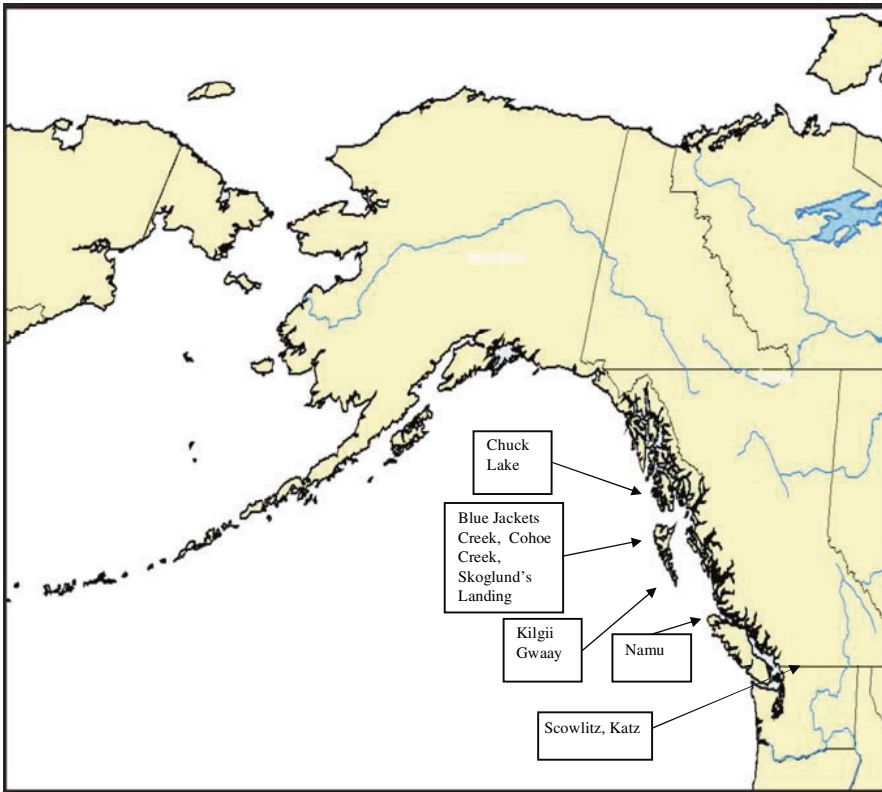 Chuck
Lake
Blue Jackets
Creek, Cohoe
Creek,
Skoglund's
Landing
Kilgii
Gwaay
Namu
Scowlitz, Katz